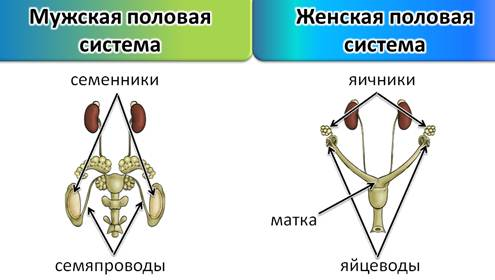 Мужская половая
система
Женская половая
система
семенники
яичники
матка
семяпроводы
яйцеводы